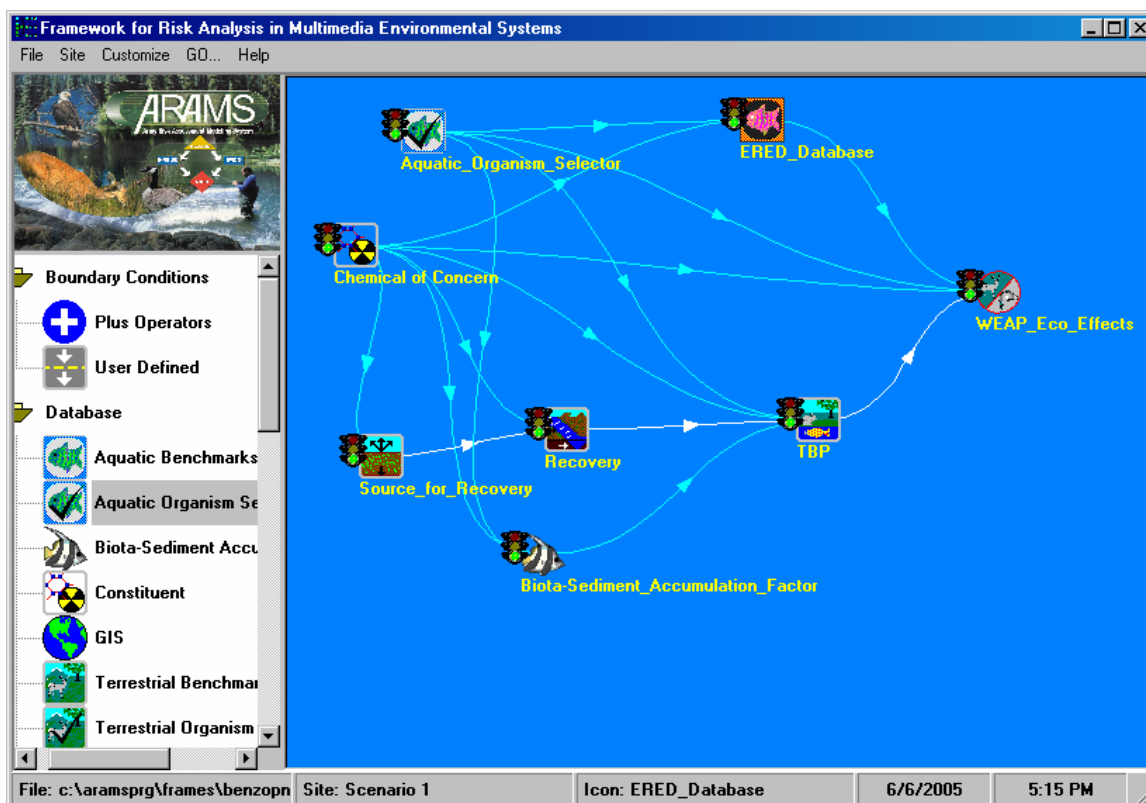 Framework for Risk Analysis in Multimedia Environmental Systems
File Site Customize GO... Help
ARAMS
Boundary Conditions
Plus Operators
User Defined
Database
Aquatic Benchmarks
Aquatic Organism Se
Biota-Sediment Accu
Constituent
GIS
Terrestrial Benchmar
Terrestrial Organism
Aquatic_Organism_Selector
ERED_Database
Chemical of Concern
WEAP_Eco_Effects
Source_for_Recovery
Recovery
TBP
Biota-Sediment_Accumulation_Factor
File: c:\aramsprg\frames\benzopn
Site: Scenario 1
Icon: ERED_Database
6/6/2005
5:15 PM